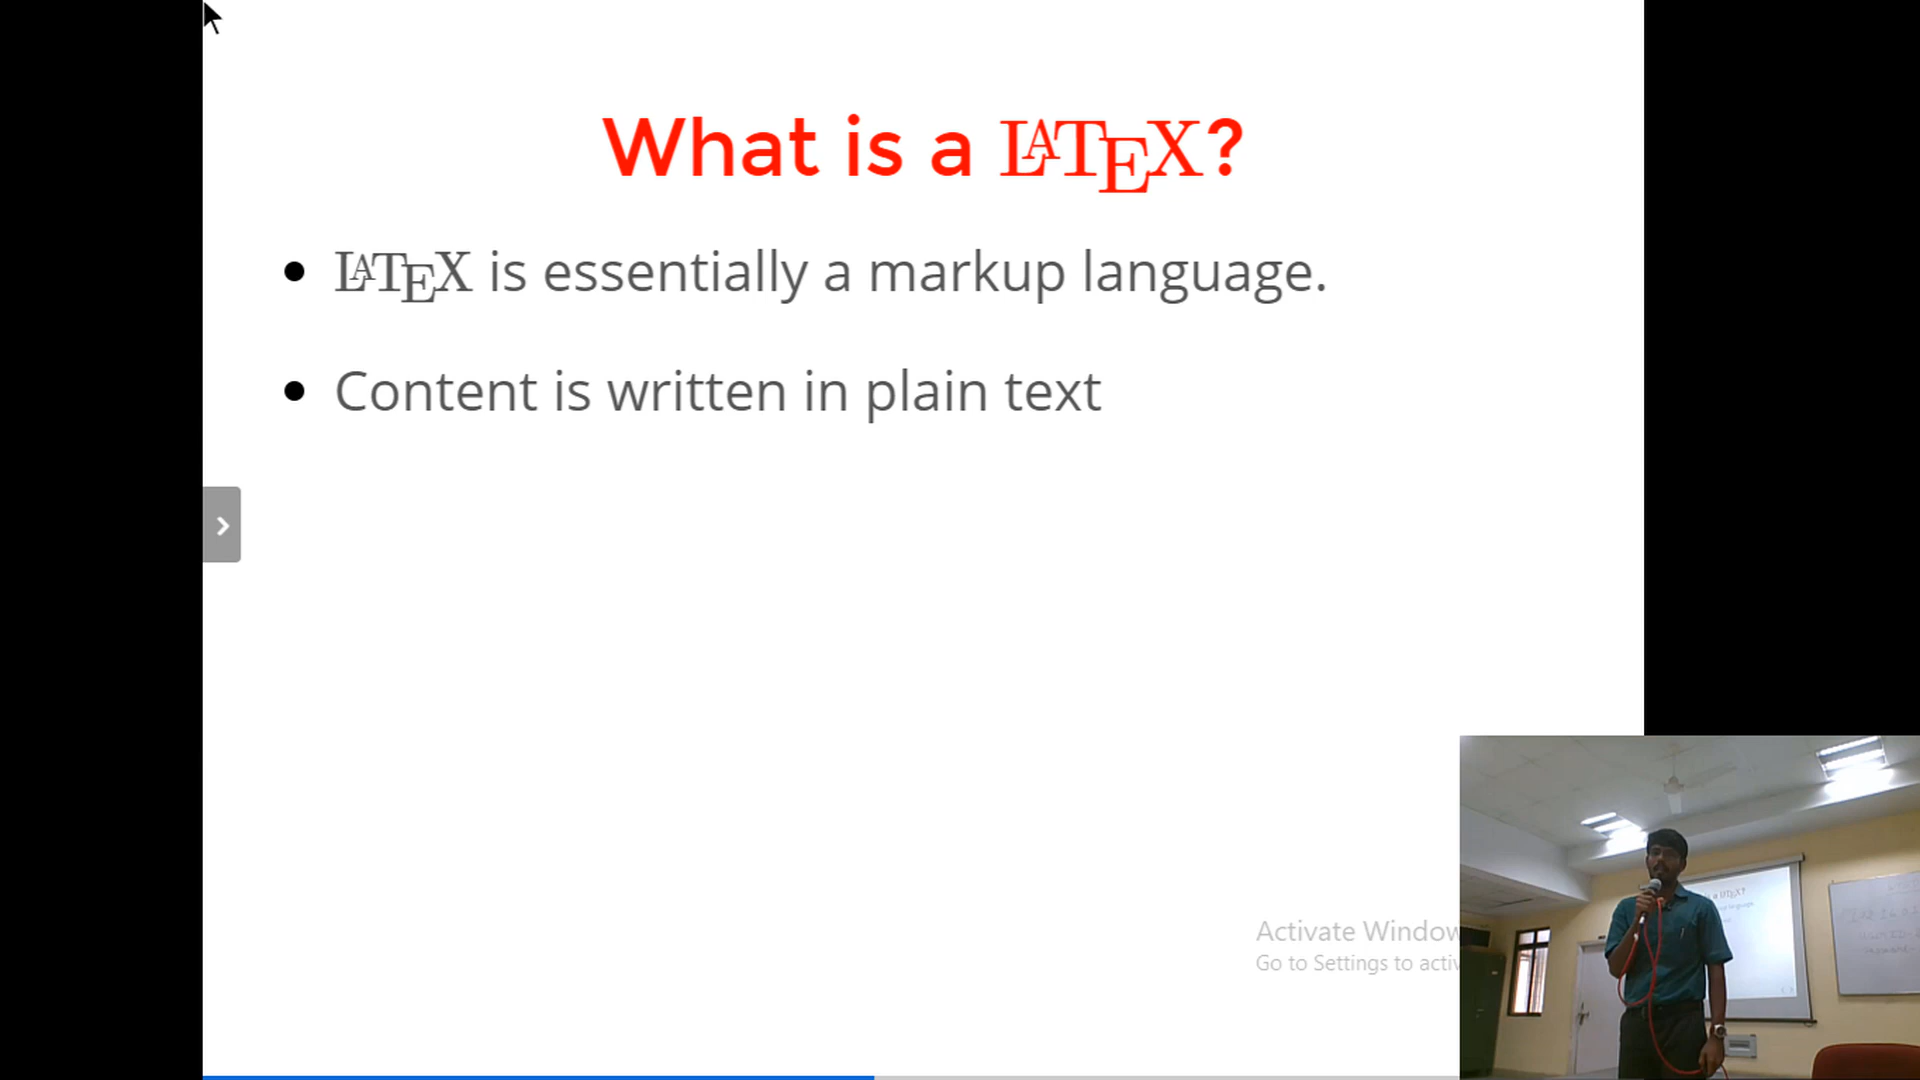 What is a LATEX?
• LATEX is essentially a markup language.
• Content is written in plain text
Activate Window
Go to Settings to activ